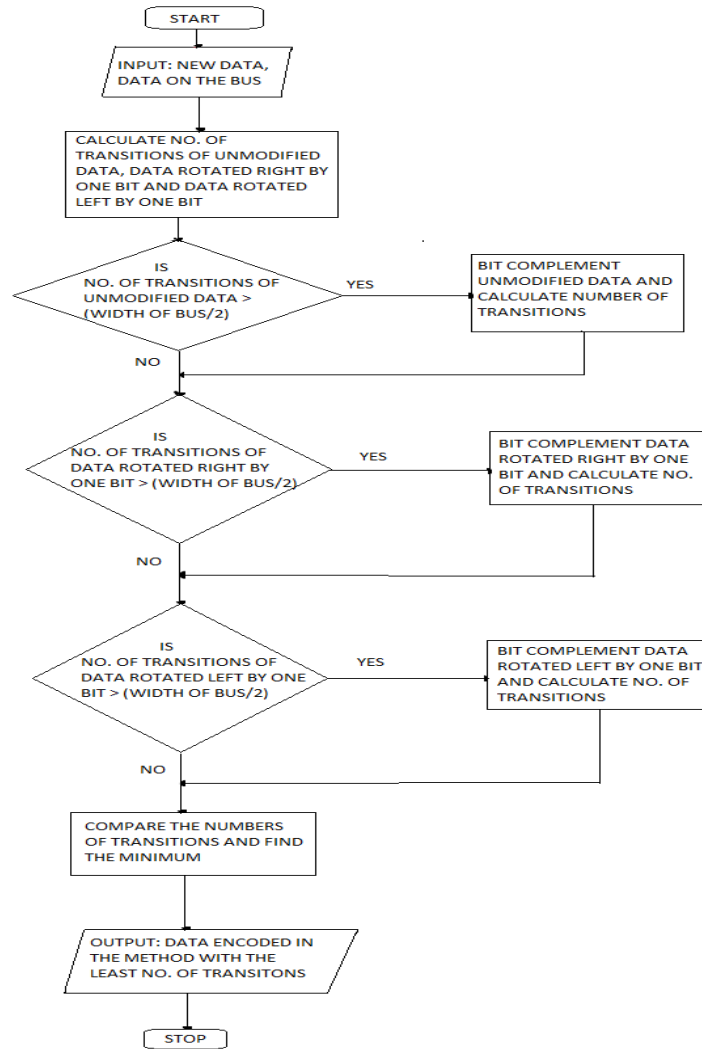 START
INPUT: NEW DATA,
DATA ON THE BUS
CALCULATE NO. OF
TRANSITIONS OF UNMODIFIED
DATA, DATA ROTATED RIGHT BY
ONE BIT AND DATA ROTATED
LEFT BY ONE BIT
IS
NO. OF TRANSITIONS OF
UNMODIFIED DATA >
(WIDTH OF BUS/2)
YES
BIT COMPLEMENT
UNMODIFIED DATA AND
CALCULATE NUMBER OF
TRANSITIONS
NO
IS
NO. OF TRANSITIONS OF
DATA ROTATED RIGHT BY
ONE BIT > (WIDTH OF BUS/2)
YES
BIT COMPLEMENT DATA
ROTATED RIGHT BY ONE
BIT AND CALCULATE NO.
OF TRANSITIONS
NO
IS
NO. OF TRANSITIONS OF
DATA ROTATED LEFT BY ONE
BIT > (WIDTH OF BUS/2)
YES
BIT COMPLEMENT DATA
ROTATED LEFT BY ONE BIT
AND CALCULATE NO. OF
TRANSITIONS
NO
COMPARE THE NUMBERS
OF TRANSITIONS AND FIND
THE MINIMUM
OUTPUT: DATA ENCODED IN
THE METHOD WITH THE
LEAST NO. OF TRANSITONS
STOP